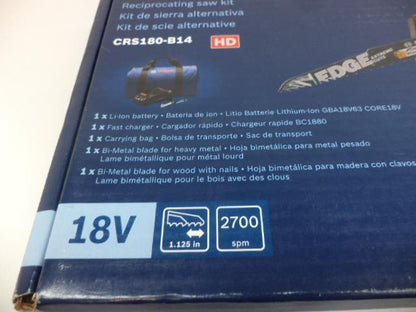 Reciprocating saw kit
Kit de sierra alternativa
Kit de scie alternative
CRS180-B14
HD
EDGE
1 x Li-Ion battery • Bateria de ion • Litio Batterie Lithium-Ion GBA18V63 CORE18V
1 x Fast charger • Cargador rápido • Chargeur rapide BC1880
1 x Carrying bag • Bolsa de transporte • Sac de transport
1 x Bi-Metal blade for heavy metal • Hoja bimetálica para metal pesado
Lame bimétallique pour métal lourd
1 x Bi-Metal blade for wood with nails • Hoja bimetálica para madera con clavos
Lame bimétallique pour le bois avec des clous
18V
1.125 in
2700
spm